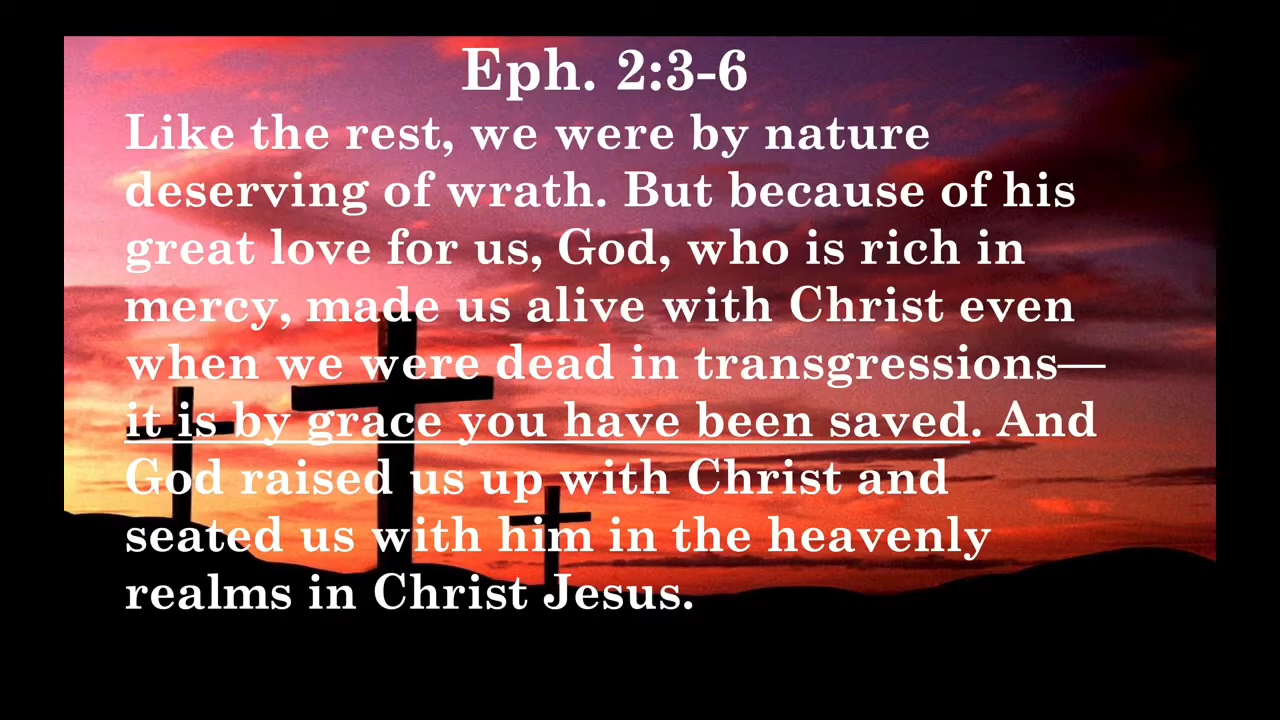 Eph. 2:3-6
Like the rest, we were by nature
deserving of wrath. But because of his
great love for us, God, who is rich in
mercy, made us alive with Christ even
when we were dead in transgressions—
it is by grace you have been saved. And
God raised us up with Christ and
seated us with him in the heavenly
realms in Christ Jesus.